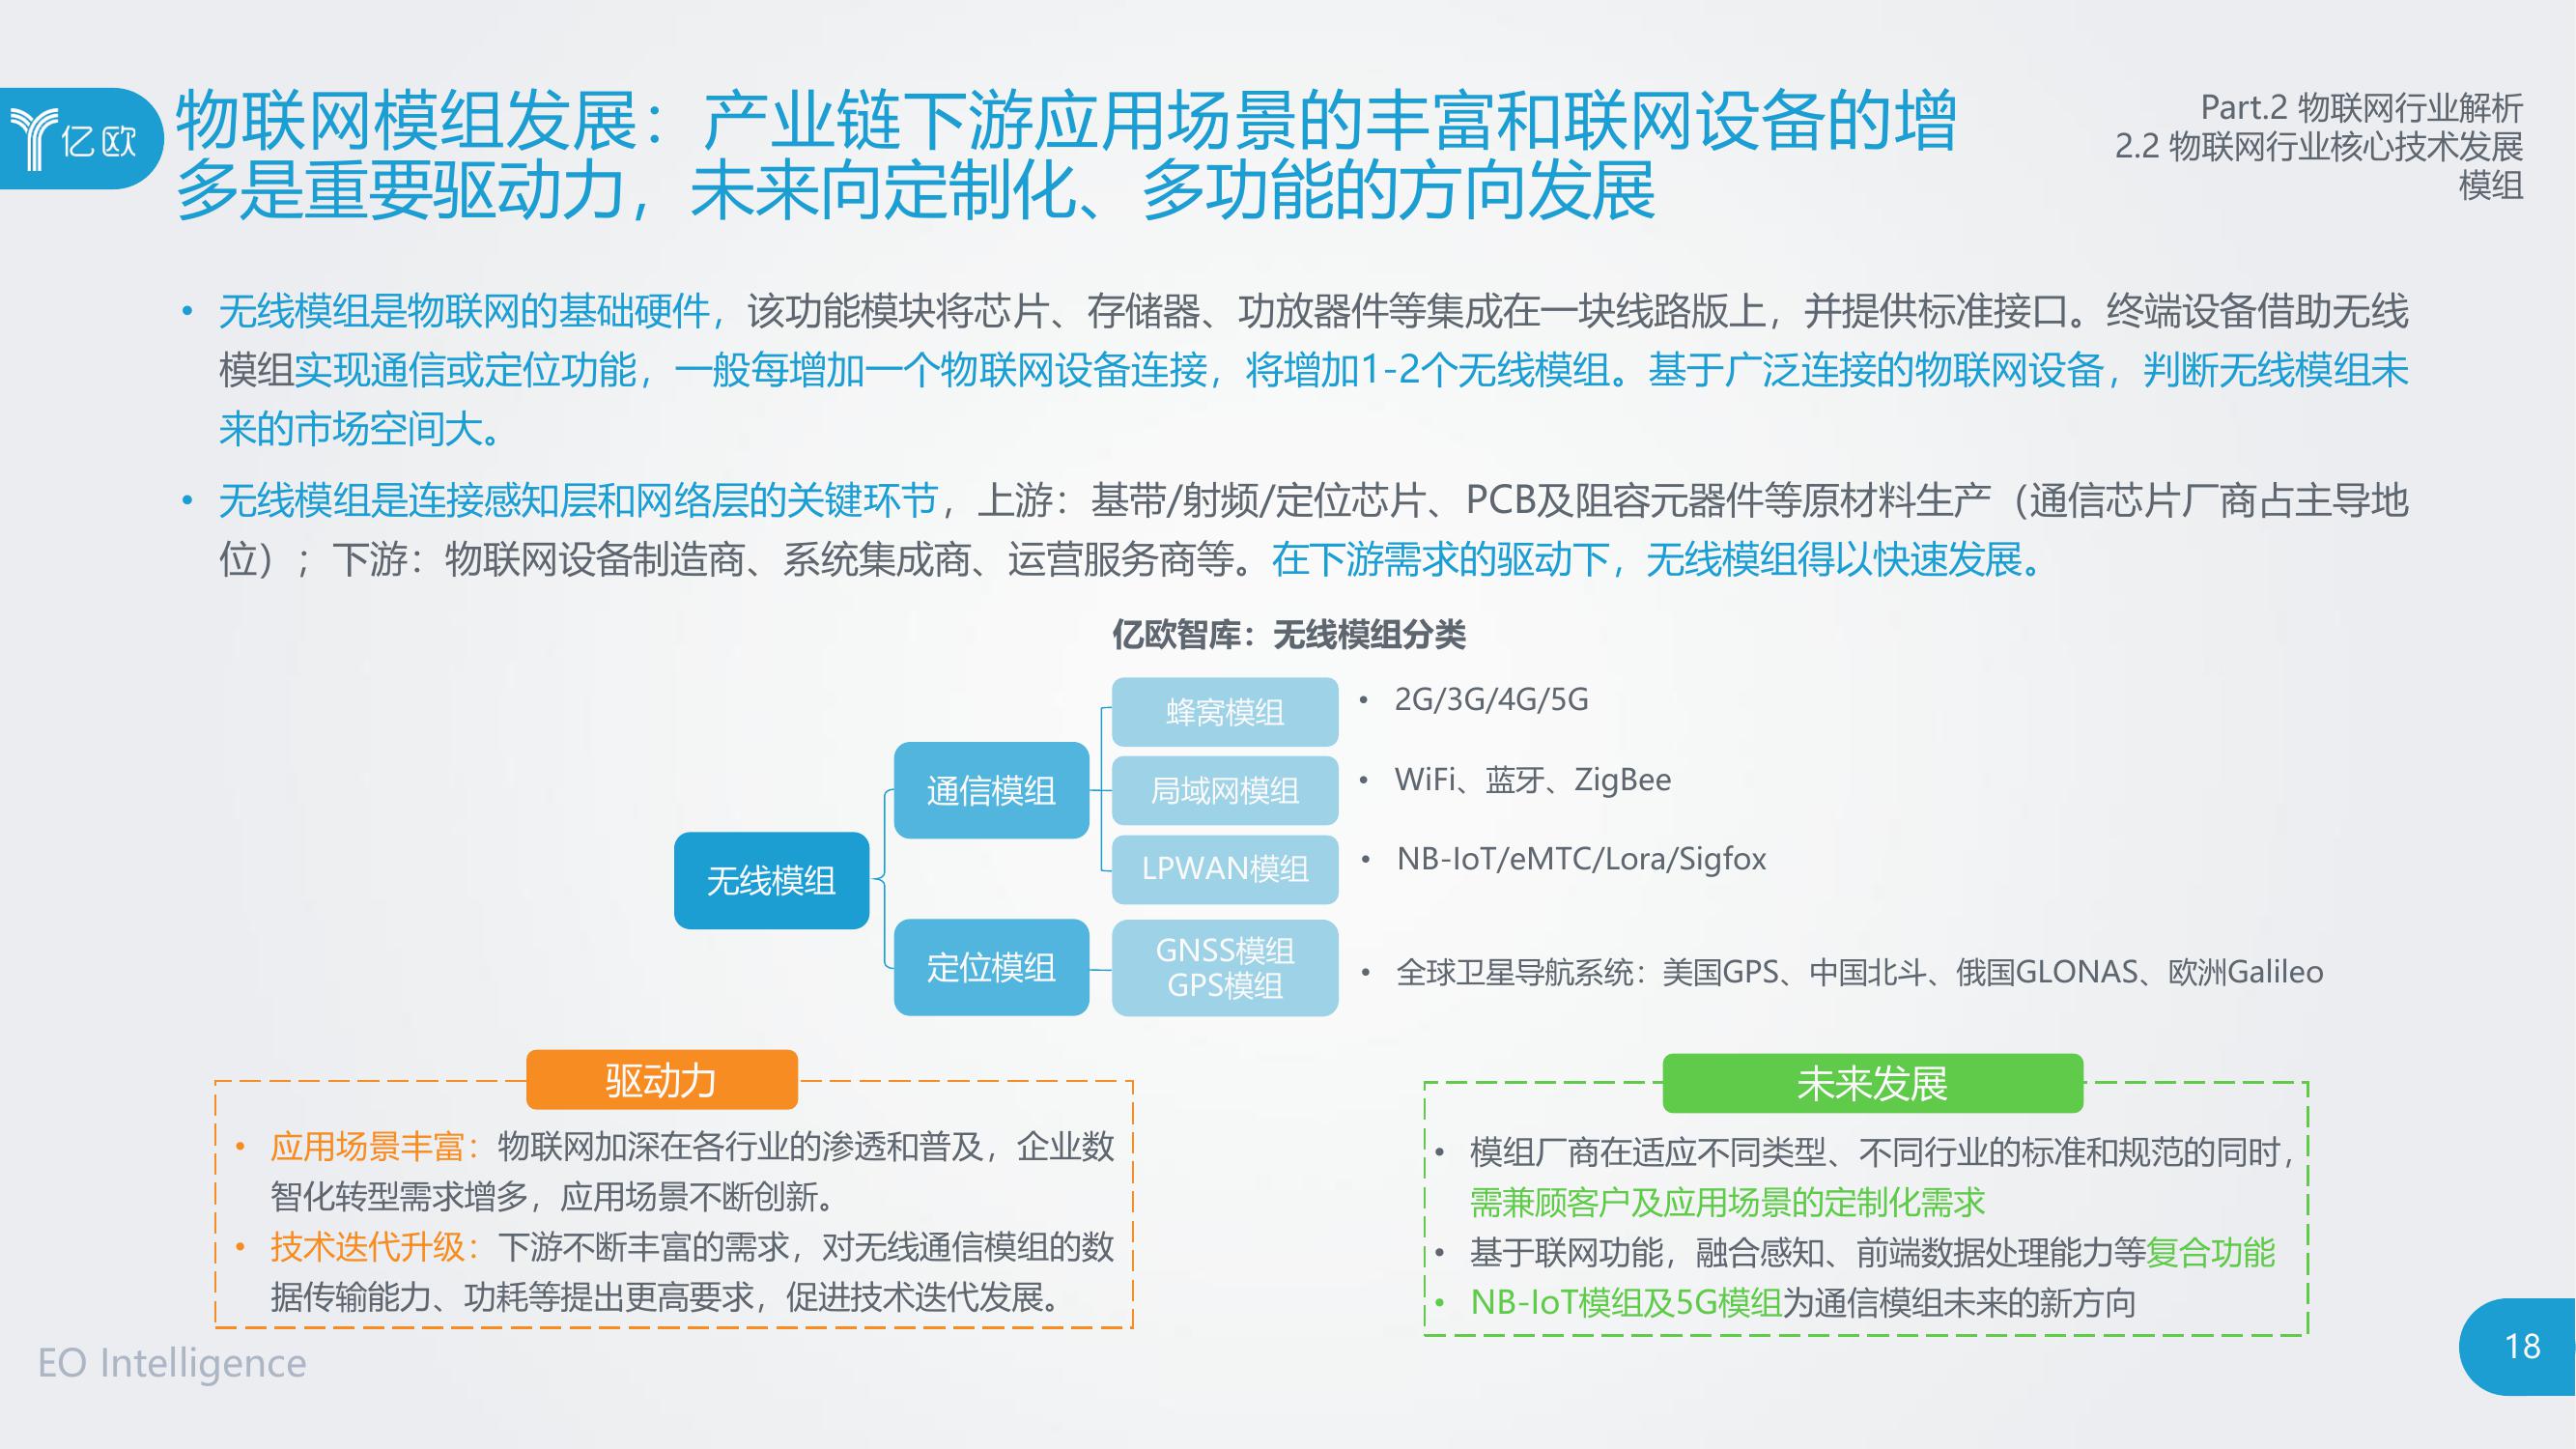 亿欧
物联网模组发展：产业链下游应用场景的丰富和联网设备的增
多是重要驱动力，未来向定制化、多功能的方向发展
Part.2 物联网行业解析
2.2 物联网行业核心技术发展
模组
• 无线模组是物联网的基础硬件，该功能模块将芯片、存储器、功放器件等集成在一块线路版上，并提供标准接口。终端设备借助无线
模组实现通信或定位功能，一般每增加一个物联网设备连接，将增加1-2个无线模组。基于广泛连接的物联网设备，判断无线模组未
来的市场空间大。
• 无线模组是连接感知层和网络层的关键环节，上游：基带/射频/定位芯片、PCB及阻容元器件等原材料生产（通信芯片厂商占主导地
位）；下游：物联网设备制造商、系统集成商、运营服务商等。在下游需求的驱动下，无线模组得以快速发展。
亿欧智库：无线模组分类
无线模组
通信模组
蜂窝模组
• 2G/3G/4G/5G
局域网模组
• WiFi、蓝牙、ZigBee
LPWAN模组
• NB-IoT/eMTC/Lora/Sigfox
定位模组
GNSS模组
GPS模组
• 全球卫星导航系统：美国GPS、中国北斗、俄国GLONAS、欧洲Galileo
驱动力
• 应用场景丰富：物联网加深在各行业的渗透和普及，企业数
智化转型需求增多，应用场景不断创新。
• 技术迭代升级：下游不断丰富的需求，对无线通信模组的数
据传输能力、功耗等提出更高要求，促进技术迭代发展。
未来发展
• 模组厂商在适应不同类型、不同行业的标准和规范的同时，
需兼顾客户及应用场景的定制化需求
• 基于联网功能，融合感知、前端数据处理能力等复合功能
• NB-IoT模组及5G模组为通信模组未来的新方向
EO Intelligence
18